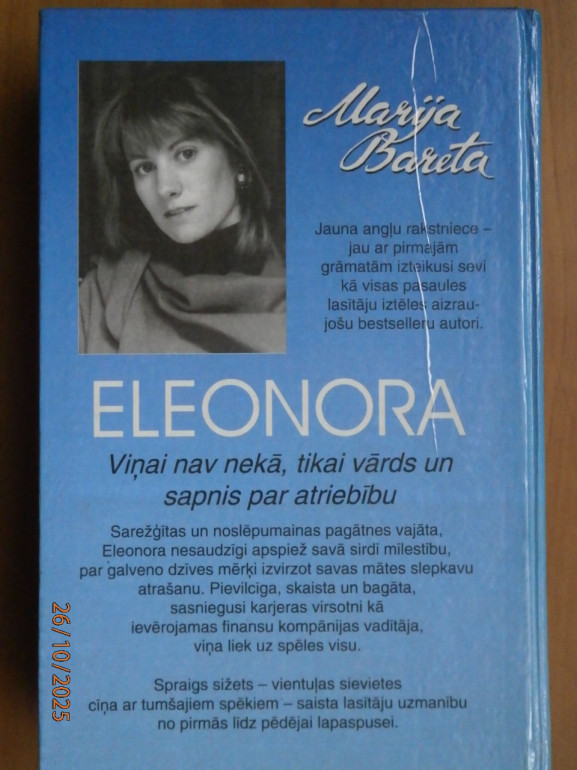 Marija
Bareta
Jauna angļu rakstniece –
jau ar pirmajām
grāmatām izteikusi sevi
kā visas pasaules
lasītāju iztēles aizrau-
jošu bestselleru autori.
ELEONORA
Viņai nav nekā, tikai vārds un
sapnis par atriebību
Sarežģītas un noslēpumainas pagātnes vajāta,
Eleonora nesaudzīgi apspiež savā sirdī mīlestību,
par galveno dzīves mērķi izvirzot savas mātes slepkavu
atrašanu. Pievilcīga, skaista un bagāta,
sasniegusi karjeras virsotni kā
ievērojamas finansu kompānijas vadītāja,
viņa liek uz spēles visu.
Spraigs sižets – vientuļas sievietes
cīņa ar tumšajiem spēkiem – saista lasītāju uzmanību
no pirmās līdz pēdējai lapaspusei.
26/10/2025